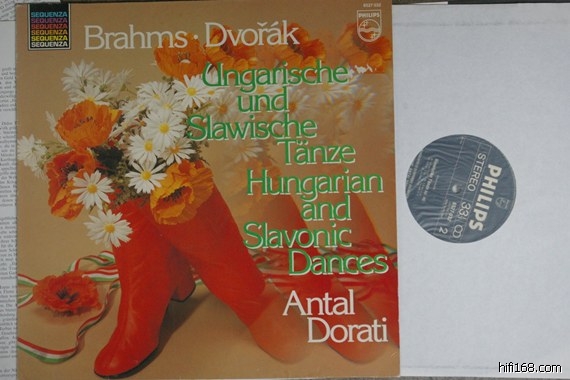 SEQUENZA
SEQUENZA
SEQUENZA
SEQUENZA
SEQUENZA
SEQUENZA
PHILIPS
Brahms · Dvořák
Ungarische
und
Slawische
Tänze
Hungarian
and
Slavonic
Dances
Antal
Dorati
PHILIPS
STEREO 33
2
hifi168.com